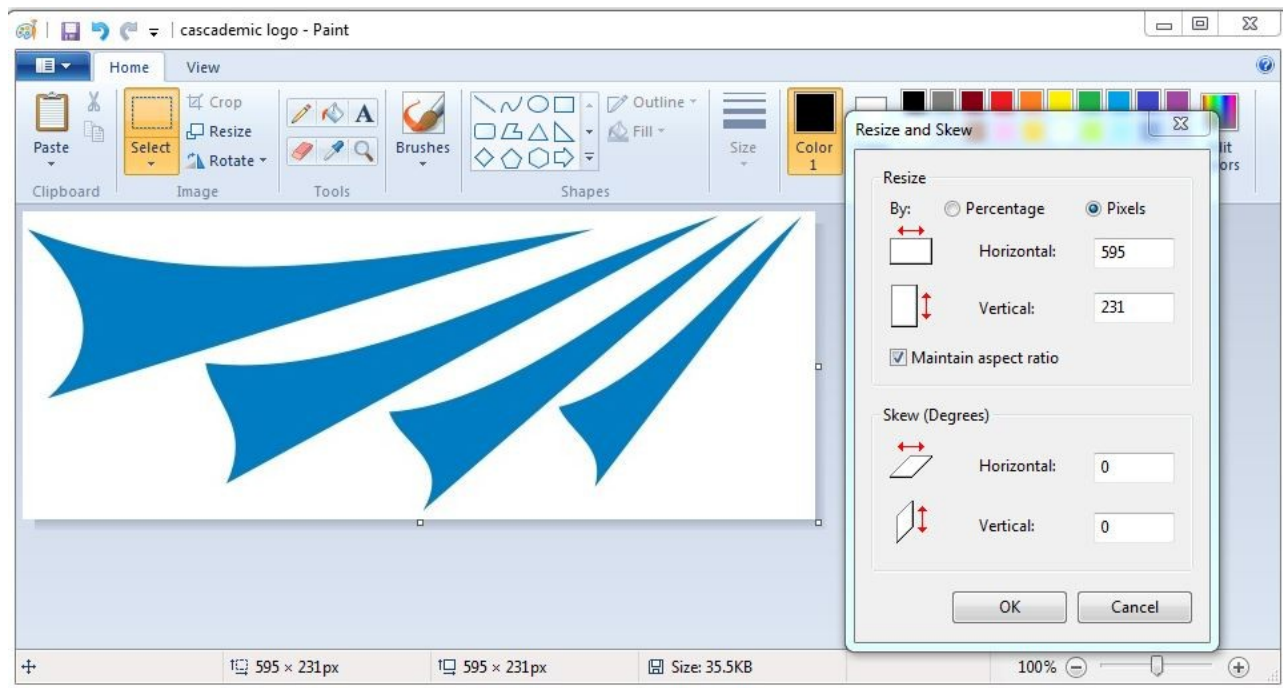 cascademic logo - Paint
Home View
Paste
Select
Crop
Resize
Rotate
A
Brushes
Outline
Fill
Size
Color
1
Clipboard
Image
Tools
Shapes
Resize and Skew
Resize
By: Percentage Pixels
Horizontal: 595
Vertical: 231
Maintain aspect ratio
Skew (Degrees)
Horizontal: 0
Vertical: 0
OK Cancel
595 × 231px 595 × 231px Size: 35.5KB 100%